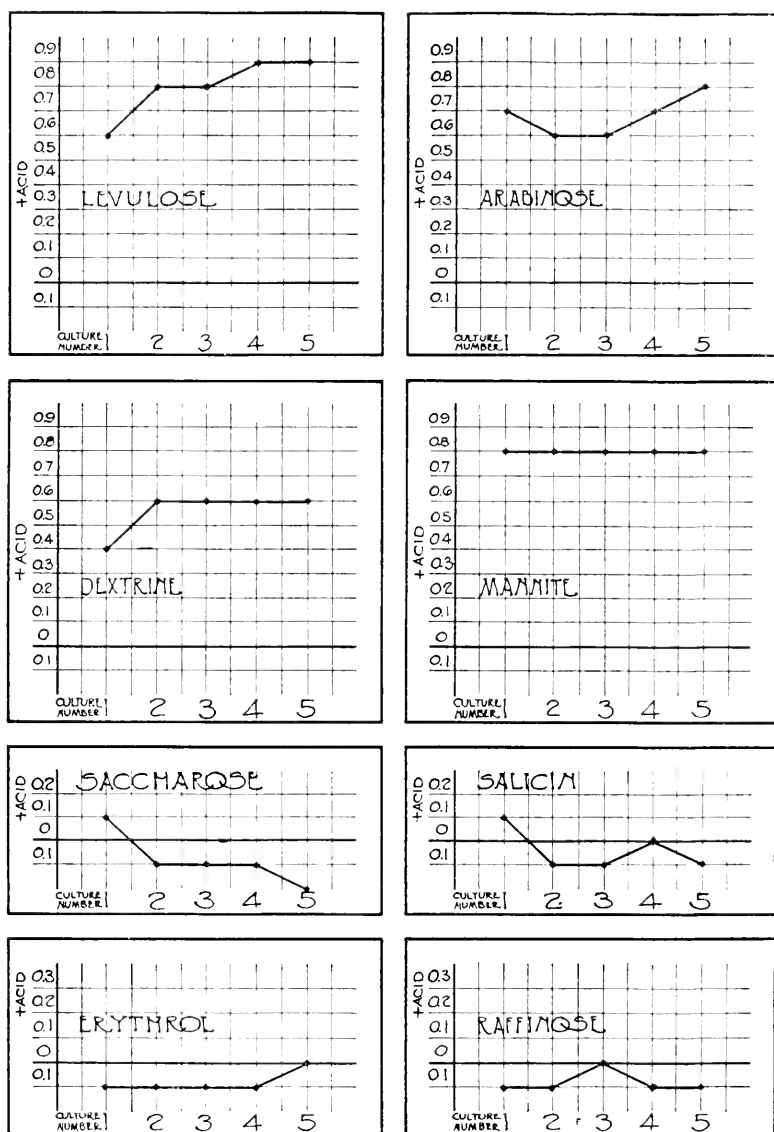 0.9
0.8
0.7
0.6
0.5
0.4
0.3
0.2
0.1
0
0.1
+ACID
LEVULOSE
CULTURE
NUMBER 1 2 3 4 5
0.9
0.8
0.7
0.6
0.5
0.4
0.3
0.2
0.1
0
0.1
+ACID
ARABINOSE
CULTURE
NUMBER 1 2 3 4 5
0.9
0.8
0.7
0.6
0.5
0.4
0.3
0.2
0.1
0
0.1
+ACID
DEXTRINE
CULTURE
NUMBER 1 2 3 4 5
0.9
0.8
0.7
0.6
0.5
0.4
0.3
0.2
0.1
0
0.1
+ACID
MANNITE
CULTURE
NUMBER 1 2 3 4 5
SACCHAROSE
0.2
0.1
0
0.1
+ACID
CULTURE
NUMBER 1 2 3 4 5
SALICIN
0.2
0.1
0
0.1
+ACID
CULTURE
NUMBER 1 2 3 4 5
0.3
0.2
0.1
0
0.1
+ACID
ERYTHROL
CULTURE
NUMBER 1 2 3 4 5
0.3
0.2
0.1
0
0.1
+ACID
RAFFINOSE
CULTURE
NUMBER 1 2 3 4 5